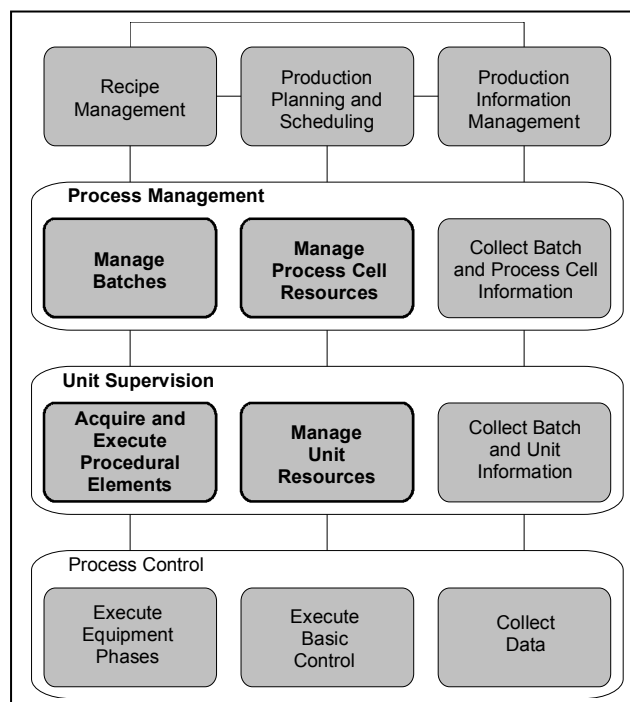 Recipe
Management
Production
Planning and
Scheduling
Production
Information
Management
Process Management
Manage
Batches
Manage
Process Cell
Resources
Collect Batch
and Process Cell
Information
Unit Supervision
Acquire and
Execute
Procedural
Elements
Manage
Unit
Resources
Collect Batch
and Unit
Information
Process Control
Execute
Equipment
Phases
Execute
Basic
Control
Collect
Data